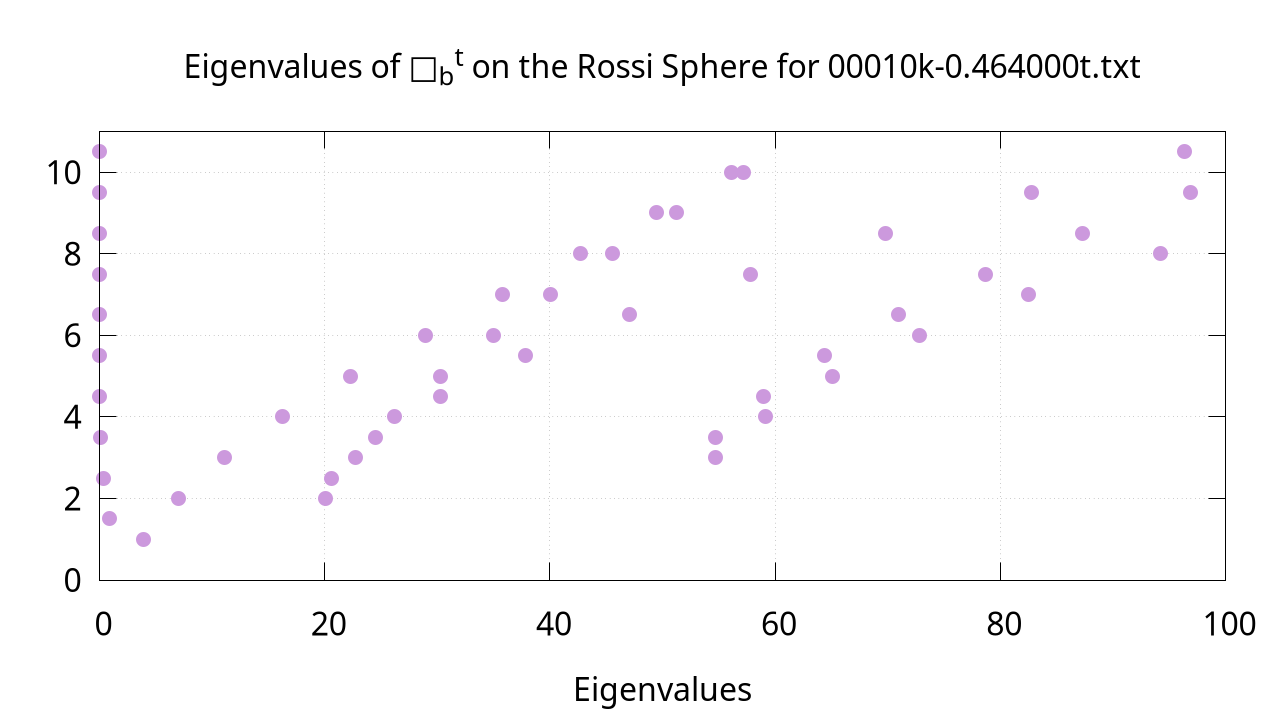 Eigenvalues of □b^t on the Rossi Sphere for 00010k-0.464000t.txt
10
8
6
4
2
0
0 20 40 60 80 100
Eigenvalues